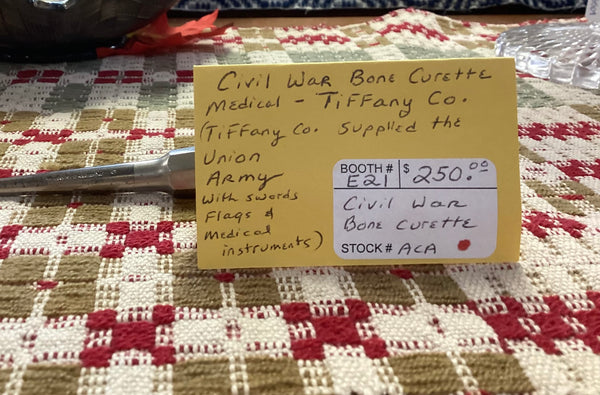 Civil War Bone Curette
Medical - Tiffany Co.
(Tiffany Co. Supplied the
Union
Army
With swords
Flags &
Medical
instruments)
BOOTH # E21 $ 250.00
Civil War
Bone Curette
STOCK # ACA